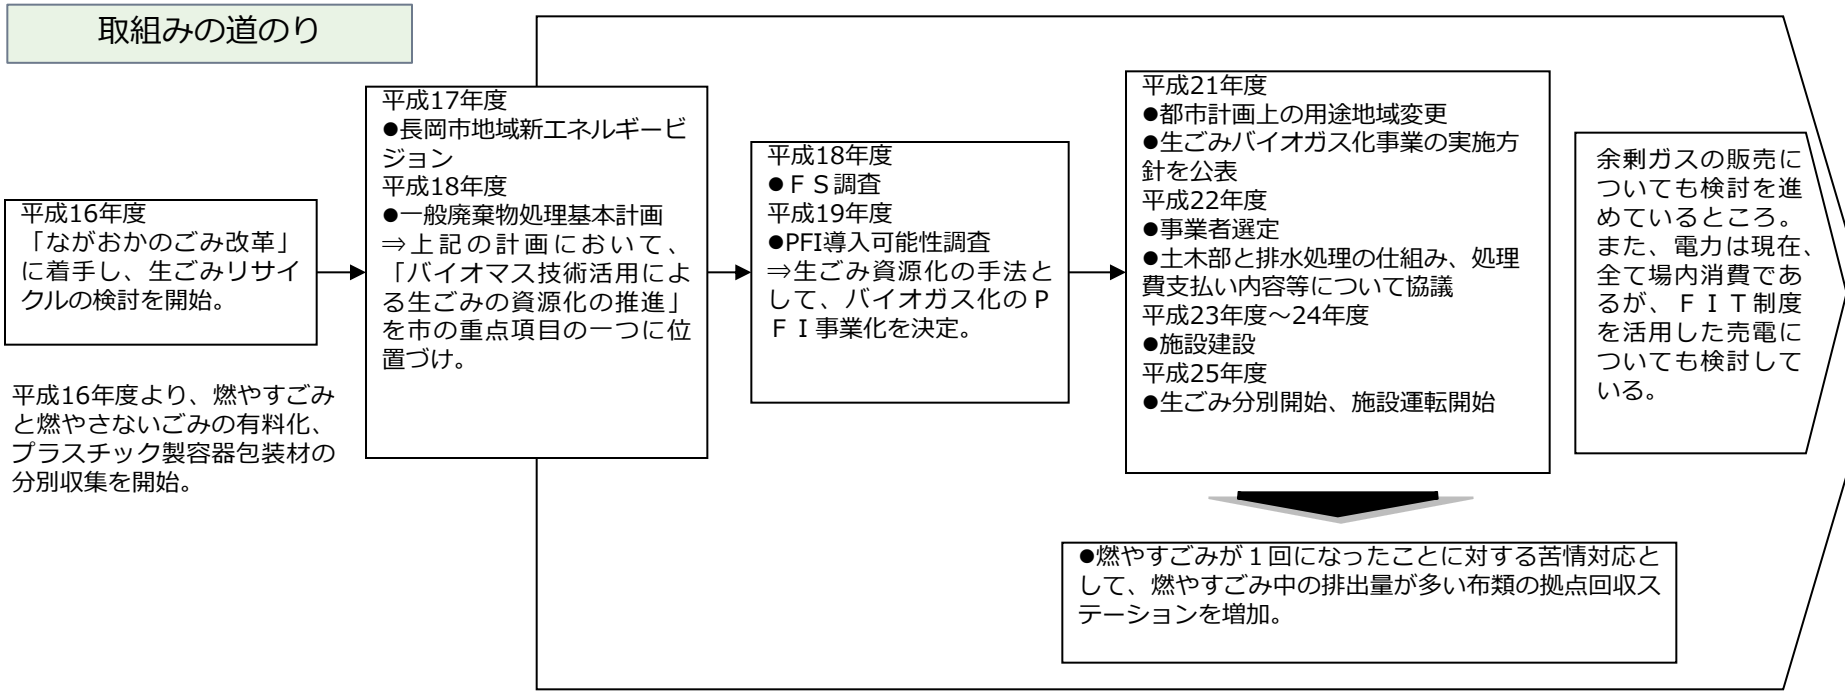 取組みの道のり
平成16年度
「ながおかのごみ改革」
に着手し、生ごみリサイ
クルの検討を開始。
平成16年度より、燃やすごみ
と燃やさないごみの有料化、
プラスチック製容器包装材の
分別収集を開始。
平成17年度
●長岡市地域新エネルギービ
ジョン
平成18年度
●一般廃棄物処理基本計画
⇒上記の計画において、
「バイオマス技術活用によ
る生ごみの資源化の推進」
を市の重点項目の一つに位
置づけ。
平成18年度
●ＦＳ調査
平成19年度
●PFI導入可能性調査
⇒生ごみ資源化の手法と
して、バイオガス化のＰ
ＦＩ事業化を決定。
平成21年度
●都市計画上の用途地域変更
●生ごみバイオガス化事業の実施方
針を公表
平成22年度
●事業者選定
●土木部と排水処理の仕組み、処理
費支払い内容等について協議
平成23年度～24年度
●施設建設
平成25年度
●生ごみ分別開始、施設運転開始
●燃やすごみが１回になったことに対する苦情対応と
して、燃やすごみ中の排出量が多い布類の拠点回収ス
テーションを増加。
余剰ガスの販売に
ついても検討を進
めているところ。
また、電力は現在、
全て場内消費であ
るが、ＦＩＴ制度
を活用した売電に
ついても検討して
いる。